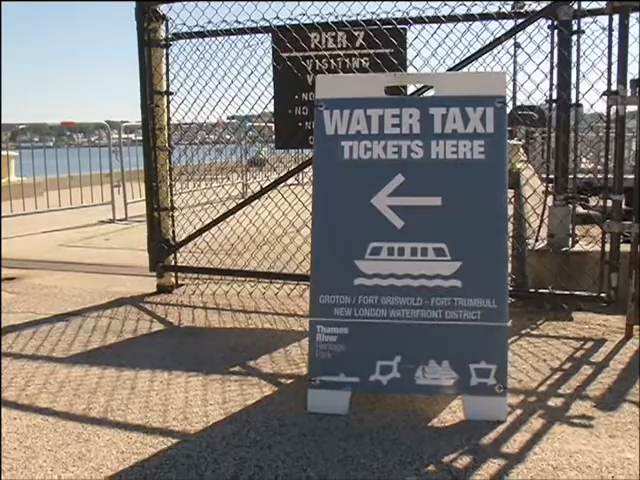 PIER 7
VISITING
WATER TAXI
TICKETS HERE
GROTON / FORT GRISWOLD - FORT TRUMBULL
NEW LONDON WATERFRONT DISTRICT
Thames
River
Heritage
Park